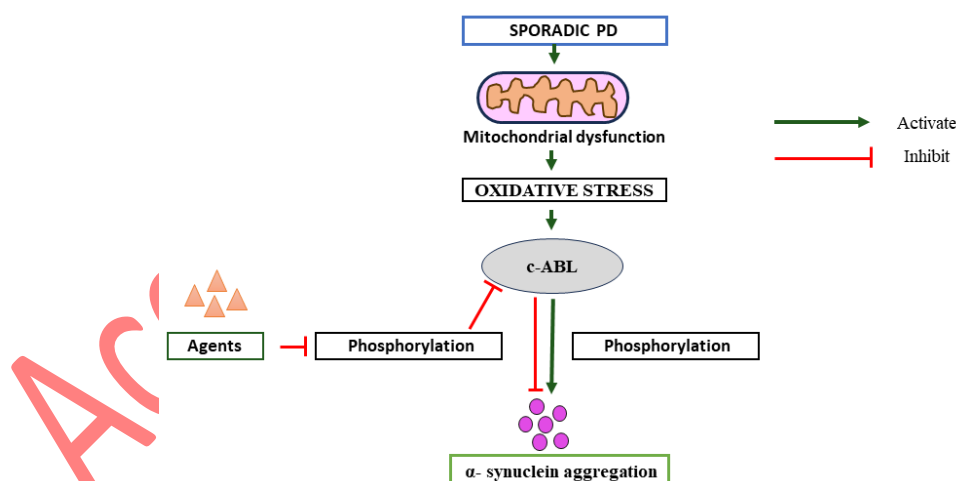 SPORADIC PD
Mitochondrial dysfunction
Activate
Inhibit
OXIDATIVE STRESS
c-ABL
Agents
Phosphorylation
Phosphorylation
α- synuclein aggregation